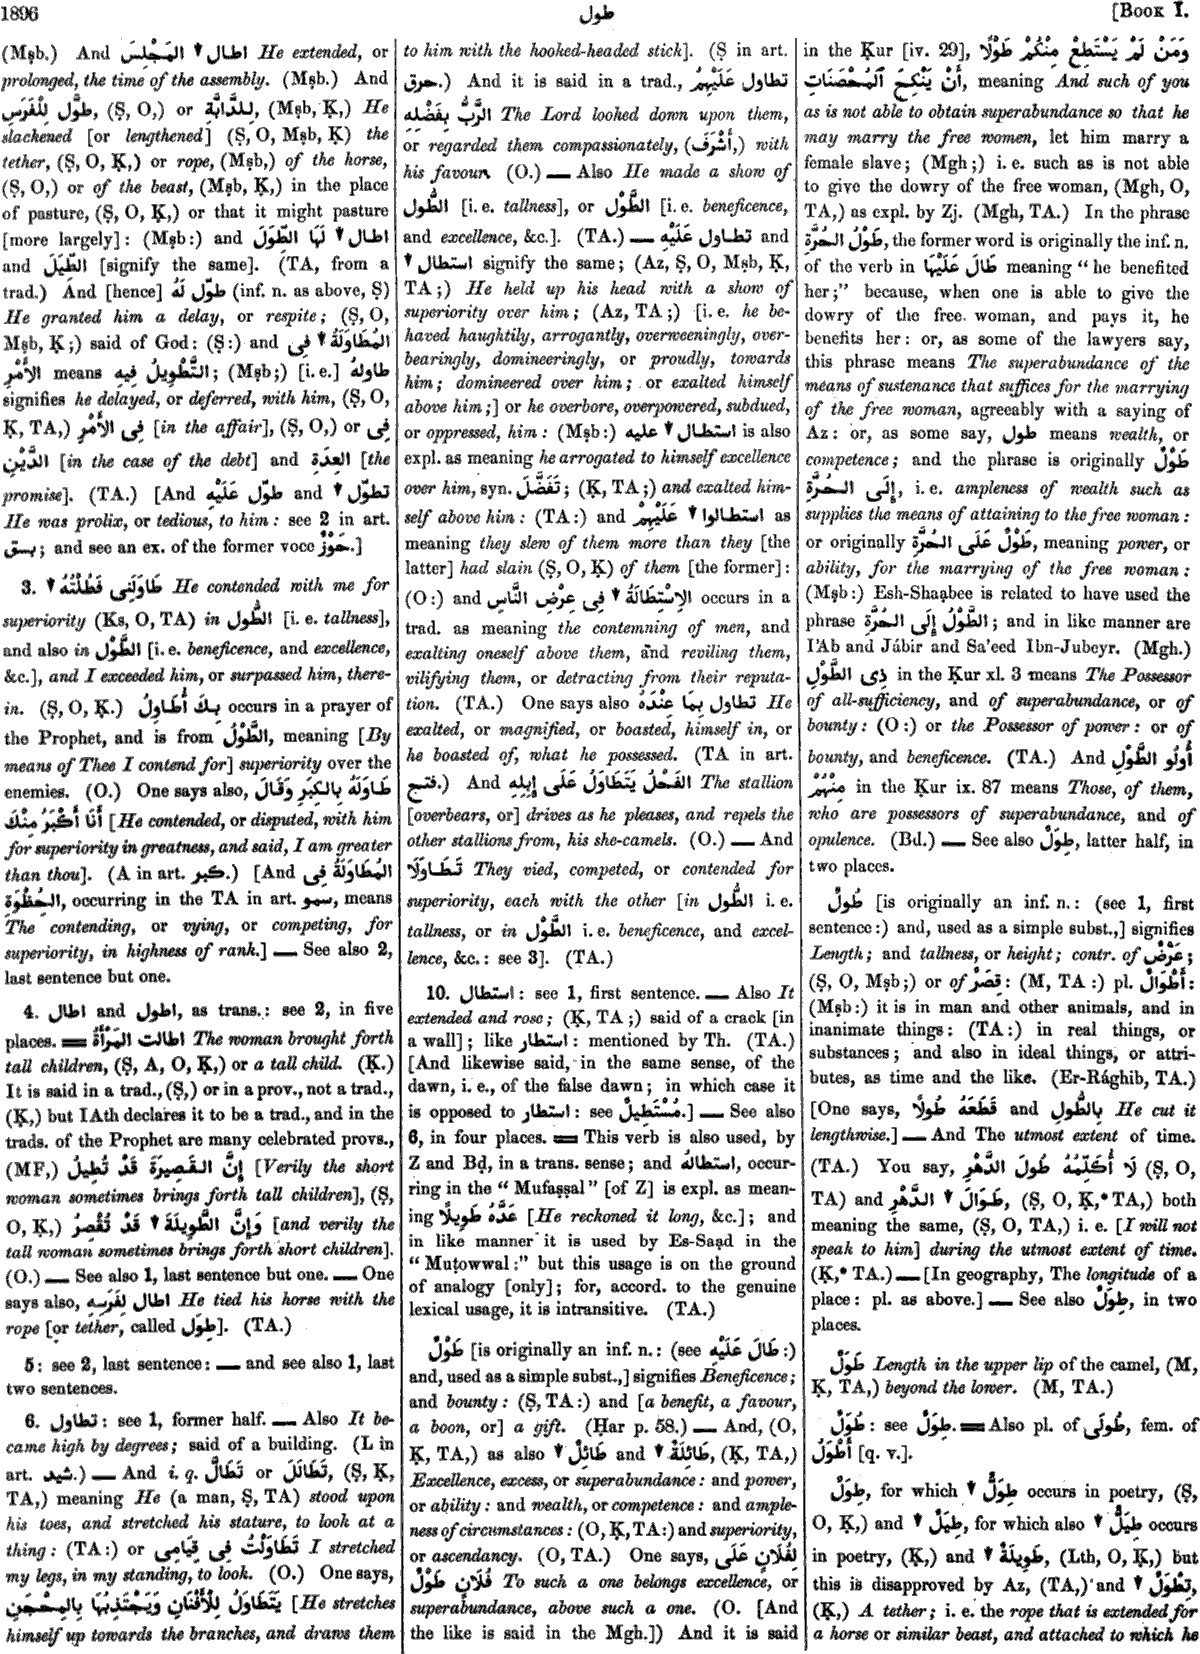 1896
طول
[Book I.
(Mṣb.) And اطال ↓ المَجْلِسَ He extended, or
prolonged, the time of the assembly. (Mṣb.) And
طوّل لِلْفَرَسِ, (Ṣ, O,) or لِلدَّابَّةِ, (Mṣb, Ḳ,) He
slackened [or lengthened] (Ṣ, O, Mṣb, Ḳ) the
tether, (Ṣ, O, Ḳ,) or rope, (Mṣb,) of the horse,
(Ṣ, O,) or of the beast, (Mṣb, Ḳ,) in the place
of pasture, (Ṣ, O, Ḳ,) or that it might pasture
[more largely]: (Mṣb:) and اطال ↓ لَهَا الطِّوَلَ
and الطِّيَلَ [signify the same]. (TA, from a
trad.) And [hence] طوّل لَهُ (inf. n. as above, Ṣ)
He granted him a delay, or respite; (Ṣ, O,
Mṣb, Ḳ;) said of God: (Ṣ:) and المُطَاوَلَةُ ↓ فِى
الأَمْرِ means التَّطْوِيلُ فِيهِ; (Mṣb;) [i.e.] طاولهُ
signifies he delayed, or deferred, with him, (Ṣ, O,
Ḳ, TA,) فِى الأَمْرِ [in the affair], (Ṣ, O,) or فِى
الدَّيْنِ [in the case of the debt] and العِدَةِ [the
promise]. (TA.) [And طوّل عَلَيْهِ and تطوّل ↓
He was prolix, or tedious, to him: see 2 in art.
بسق; and see an ex. of the former voce حَوْزٌ.]
3. طَاوَلَنِى فَطُلْتُهُ ↓ He contended with me for
superiority (Ks, O, TA) in الطُّول [i. e. tallness],
and also in الطَّوْل [i. e. beneficence, and excellence,
&c.], and I exceeded him, or surpassed him, there-
in. (Ṣ, O, Ḳ.) بِكَ أُطَاوِلُ occurs in a prayer of
the Prophet, and is from الطَّوْلُ, meaning [By
means of Thee I contend for] superiority over the
enemies. (O.) One says also, طَاوَلَهُ بِالكِبَرِ وَقَالَ
أَنَا أَكْبَرُ مِنْكَ [He contended, or disputed, with him
for superiority in greatness, and said, I am greater
than thou]. (A in art. كبر.) [And المُطَاوَلَةُ فِى
الحُظْوَةِ, occurring in the TA in art. سمو, means
The contending, or vying, or competing, for
superiority, in highness of rank.] — See also 2,
last sentence but one.
4. اطال and اطول, as trans.: see 2, in five
places. = اطالت المَرْأَةُ The woman brought forth
tall children, (Ṣ, A, O, Ḳ,) or a tall child. (Ḳ.)
It is said in a trad., (Ṣ,) or in a prov., not a trad.,
(Ḳ,) but IAth declares it to be a trad., and in the
trads. of the Prophet are many celebrated provs.,
(MF,) إِنَّ القَصِيرَةَ قَدْ تُطِيلُ [Verily the short
woman sometimes brings forth tall children], (Ṣ,
O, Ḳ,) وَإِنَّ الطَّوِيلَةَ ↓ قَدْ تُقْصِرُ [and verily the
tall woman sometimes brings forth short children].
(O.) — See also 1, last sentence but one. — One
says also, اطال لِفَرَسِهِ He tied his horse with the
rope [or tether, called طِوَل]. (TA.)
5: see 2, last sentence: — and see also 1, last
two sentences.
6. تطاول: see 1, former half. — Also It be-
came high by degrees; said of a building. (L in
art. شيد.) — And i. q. تَطَالَّ or تَطَالَلَ, (Ṣ, Ḳ,
TA,) meaning He (a man, Ṣ, TA) stood upon
his toes, and stretched his stature, to look at a
thing: (TA:) or تَطَاوَلْتُ فِى قِيَامِى I stretched
my legs, in my standing, to look. (O.) One says,
يَتَطَاوَلُ لِلْأَفْنَانِ وَيَجْتَذِبُهَا بِالمِحْجَنِ [He stretches
himself up towards the branches, and draws them
to him with the hooked-headed stick]. (Ṣ in art.
حرق.) And it is said in a trad., تطاول عَلَيْهِمُ
الرَّبُّ بِفَضْلِهِ The Lord looked down upon them,
or regarded them compassionately, (أَشْرَفَ,) with
his favour. (O.) — Also He made a show of
الطُّول [i. e. tallness], or الطَّوْل [i. e. beneficence,
and excellence, &c.]. (TA.) — تطاول عَلَيْهِ and
استطال ↓ signify the same; (Az, Ṣ, O, Mṣb, Ḳ,
TA;) He held up his head with a show of
superiority over him; (Az, TA;) [i. e. he be-
haved haughtily, arrogantly, overweeningly, over-
bearingly, domineeringly, or proudly, towards
him; domineered over him; or exalted himself
above him;] or he overbore, overpowered, subdued,
or oppressed, him: (Mṣb:) استطال ↓ عليه is also
expl. as meaning he arrogated to himself excellence
over him, syn. تَفَضَّلَ; (Ḳ, TA;) and exalted him-
self above him: (TA:) and استطالوا ↓ عَلَيْهِمْ as
meaning they slew of them more than they [the
latter] had slain (Ṣ, O, Ḳ) of them [the former]:
(O:) and الاِسْتِطَالَةُ ↓ فِى عِرْضِ النَّاسِ occurs in a
trad. as meaning the contemning of men, and
exalting oneself above them, and reviling them,
vilifying them, or detracting from their reputa-
tion. (TA.) One says also تطاول بِمَا عِنْدَهُ He
exalted, or magnified, or boasted, himself in, or
he boasted of, what he possessed. (TA in art.
فتح.) And الفَحْلُ يَتَطَاوَلُ عَلَى إِبِلِهِ The stallion
[overbears, or] drives as he pleases, and repels the
other stallions from, his she-camels. (O.) — And
تَطَاوَلَا They vied, competed, or contended for
superiority, each with the other [in الطُّول i. e.
tallness, or in الطَّوْل i. e. beneficence, and excel-
lence, &c.: see 3]. (TA.)
10. استطال: see 1, first sentence. — Also It
extended and rose; (Ḳ, TA;) said of a crack [in
a wall]; like استطار: mentioned by Th. (TA.)
[And likewise said, in the same sense, of the
dawn, i. e., of the false dawn; in which case it
is opposed to استطار: see مُسْتَطِيلٌ.] — See also
6, in four places. = This verb is also used, by
Z and Bḍ, in a trans. sense; and استطالهُ, occur-
ring in the “ Mufaṣṣal ” [of Z] is expl. as mean-
ing عَدَّهُ طَوِيلًا [He reckoned it long, &c.]; and
in like manner it is used by Es-Saạd in the
“ Muṭowwal:” but this usage is on the ground
of analogy [only]; for, accord. to the genuine
lexical usage, it is intransitive. (TA.)
طَوْلٌ [is originally an inf. n.: (see طَالَ عَلَيْهِ:)
and, used as a simple subst.,] signifies Beneficence;
and bounty: (Ṣ, TA:) and [a benefit, a favour,
a boon, or] a gift. (Ḥar p. 58.) — And, (O,
Ḳ, TA,) as also طَائِلٌ ↓ and طَائِلَةٌ ↓, (Ḳ, TA,)
Excellence, excess, or superabundance: and power,
or ability: and wealth, or competence: and ample-
ness of circumstances: (O, Ḳ, TA:) and superiority,
or ascendancy. (O, TA.) One says, لِفُلَانٍ عَلَى
فُلَانٍ طَوْلٌ To such a one belongs excellence, or
superabundance, above such a one. (O. [And
the like is said in the Mgh.]) And it is said
in the Ḳur [iv. 29], وَمَنْ لَمْ يَسْتَطِعْ مِنْكُمْ طَوْلًا
أَنْ يَنْكِحَ ٱلْمُحْصَنَاتِ, meaning And such of you
as is not able to obtain superabundance so that he
may marry the free women, let him marry a
female slave; (Mgh;) i. e. such as is not able
to give the dowry of the free woman, (Mgh, O,
TA,) as expl. by Zj. (Mgh, TA.) In the phrase
طَوْلُ الحُرَّةِ, the former word is originally the inf. n.
of the verb in طَالَ عَلَيْهَا meaning “ he benefited
her;” because, when one is able to give the
dowry of the free woman, and pays it, he
benefits her: or, as some of the lawyers say,
this phrase means The superabundance of the
means of sustenance that suffices for the marrying
of the free woman, agreeably with a saying of
Az: or, as some say, طول means wealth, or
competence; and the phrase is originally طَوْلٌ
إِلَى الحُرَّةِ, i. e. ampleness of wealth such as
supplies the means of attaining to the free woman:
or originally طَوْلٌ عَلَى الحُرَّةِ, meaning power, or
ability, for the marrying of the free woman:
(Mṣb:) Esh-Shaạbee is related to have used the
phrase الطَّوْلُ إِلَى الحُرَّةِ; and in like manner are
I’Ab and Jábir and Sa’eed Ibn-Jubeyr. (Mgh.)
ذِى الطَّوْلِ in the Ḳur xl. 3 means The Possessor
of all-sufficiency, and of superabundance, or of
bounty: (O:) or the Possessor of power: or of
bounty, and beneficence. (TA.) And أُولُو الطَّوْلِ
مِنْهُمْ in the Ḳur ix. 87 means Those, of them,
who are possessors of superabundance, and of
opulence. (Bḍ.) — See also طِوَلٌ, latter half, in
two places.
طُولٌ [is originally an inf. n.: (see 1, first
sentence:) and, used as a simple subst.,] signifies
Length; and tallness, or height; contr. of عَرْضٌ;
(Ṣ, O, Mṣb;) or of قِصَرٌ: (M, TA:) pl. أَطْوَالٌ:
(Mṣb:) it is in man and other animals, and in
inanimate things: (TA:) in real things, or
substances; and also in ideal things, or attri-
butes, as time and the like. (Er-Rághib, TA.)
[One says, قَطَعَهُ طُولًا and بِالطُّولِ He cut it
lengthwise.] — And The utmost extent of time.
(TA.) You say, لَا أُكَلِّمُهُ طُولَ الدَّهْرِ (Ṣ, O,
TA) and طَوَالَ ↓ الدَّهْرِ, (Ṣ, O, Ḳ,* TA,) both
meaning the same, (Ṣ, O, TA,) i. e. [I will not
speak to him] during the utmost extent of time.
(Ḳ,* TA.) — [In geography, The longitude of a
place: pl. as above.] — See also طِوَلٌ, in two
places.
طَوَلٌ Length in the upper lip of the camel, (M,
Ḳ, TA,) beyond the lower. (M, TA.)
طُوَلٌ: see طِوَلٌ. = Also pl. of طُولَى, fem. of
أَطْوَلُ [q. v.].
طِوَلٌ, for which طِوَلٌّ ↓ occurs in poetry, (Ṣ,
O, Ḳ,) and طِيَلٌ ↓, for which also طِيَلٌّ ↓ occurs
in poetry, (Ḳ,) and طَوِيلَةٌ ↓, (Lth, O, Ḳ,) but
this is disapproved by Az, (TA,) and تِطْوَلٌ ↓,
(Ḳ,) A tether; i. e. the rope that is extended for
a horse or similar beast, and attached to which he